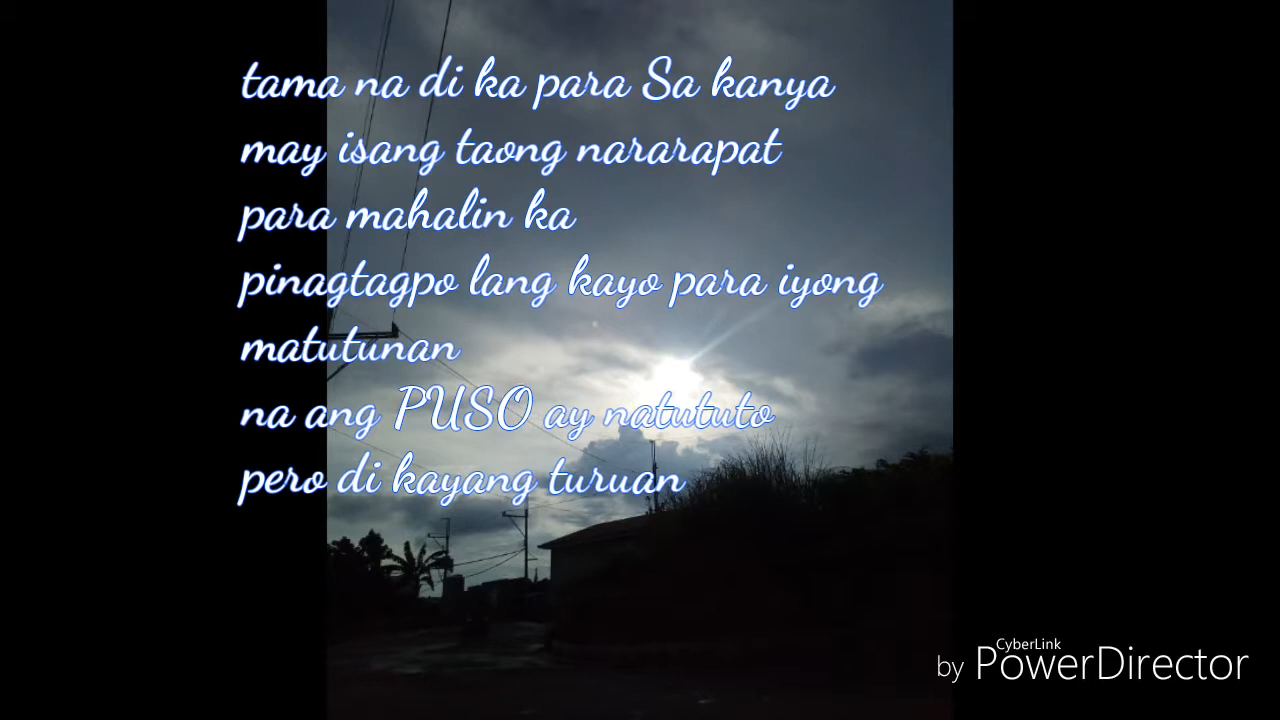 tama na di ka para Sa kanya
may isang taong nararapat
para mahalin ka
pinagtagpo lang kayo para iyong
matutunan
na ang PUSO ay natututo
pero di kayang turuan
by CyberLink PowerDirector